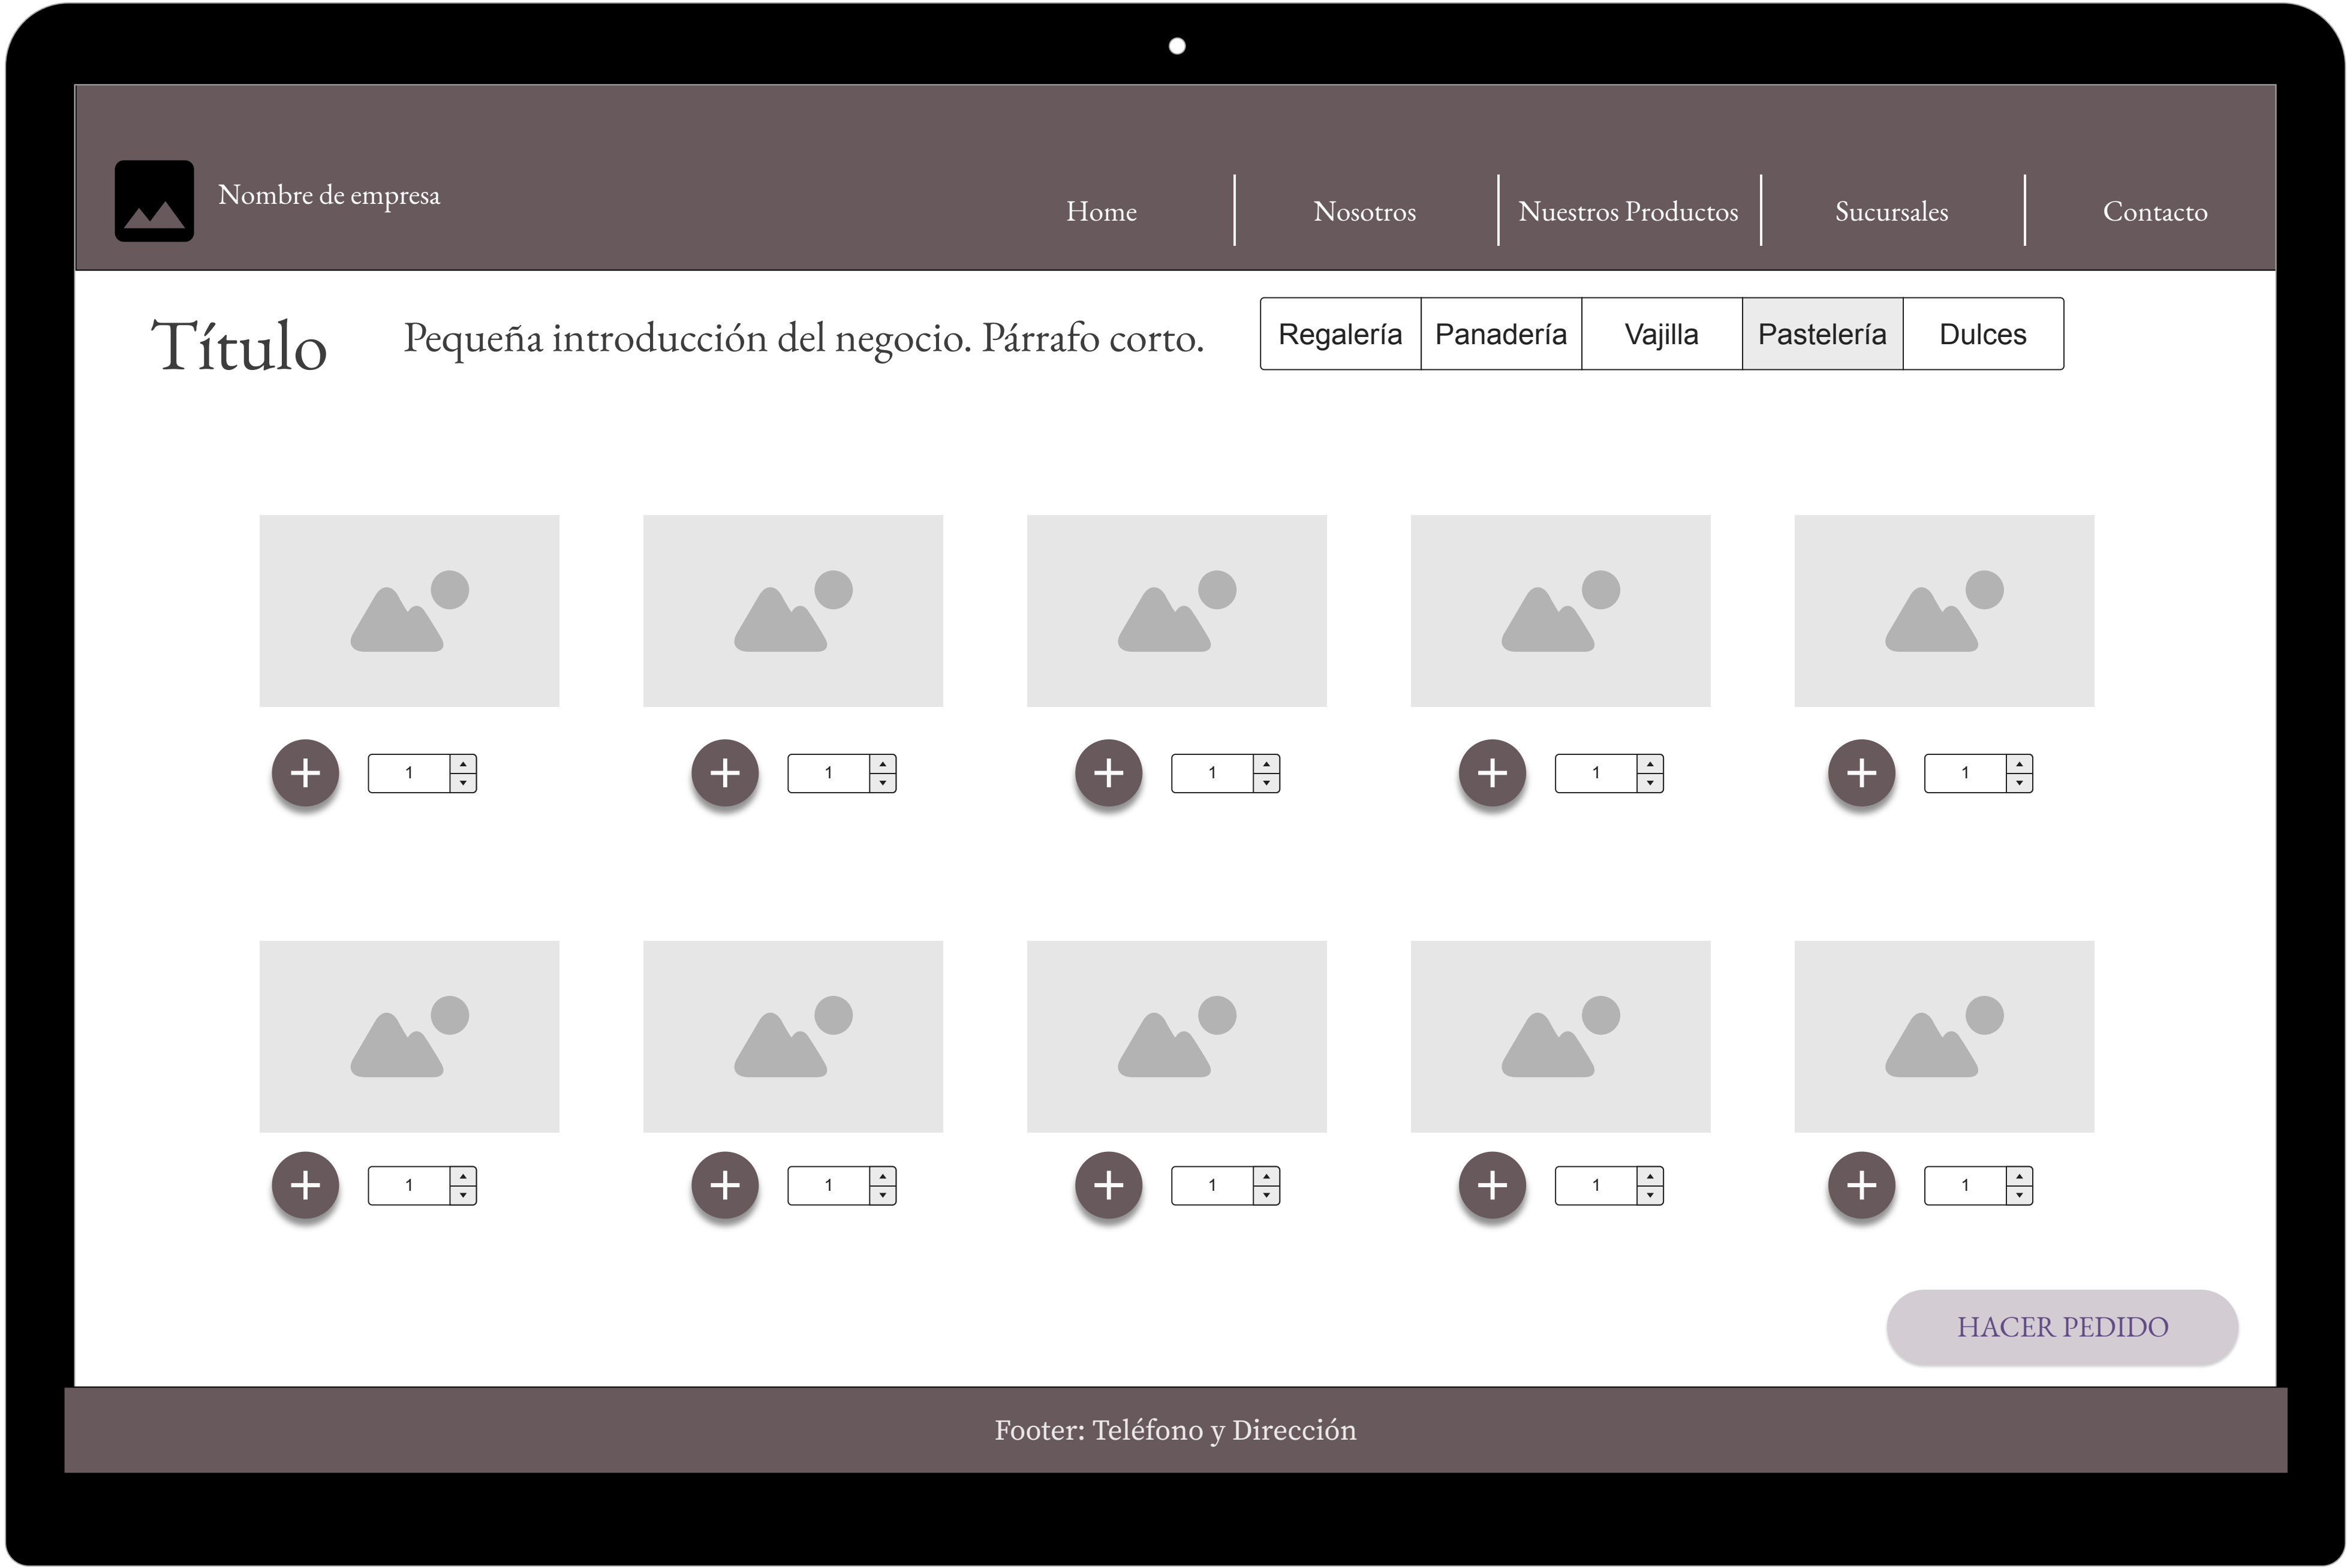 Nombre de empresa
Home
Nosotros
Nuestros Productos
Sucursales
Contacto
Título
Pequeña introducción del negocio. Párrafo corto.
Regalería
Panadería
Vajilla
Pastelería
Dulces
1
1
1
1
1
1
1
1
1
1
HACER PEDIDO
Footer: Teléfono y Dirección